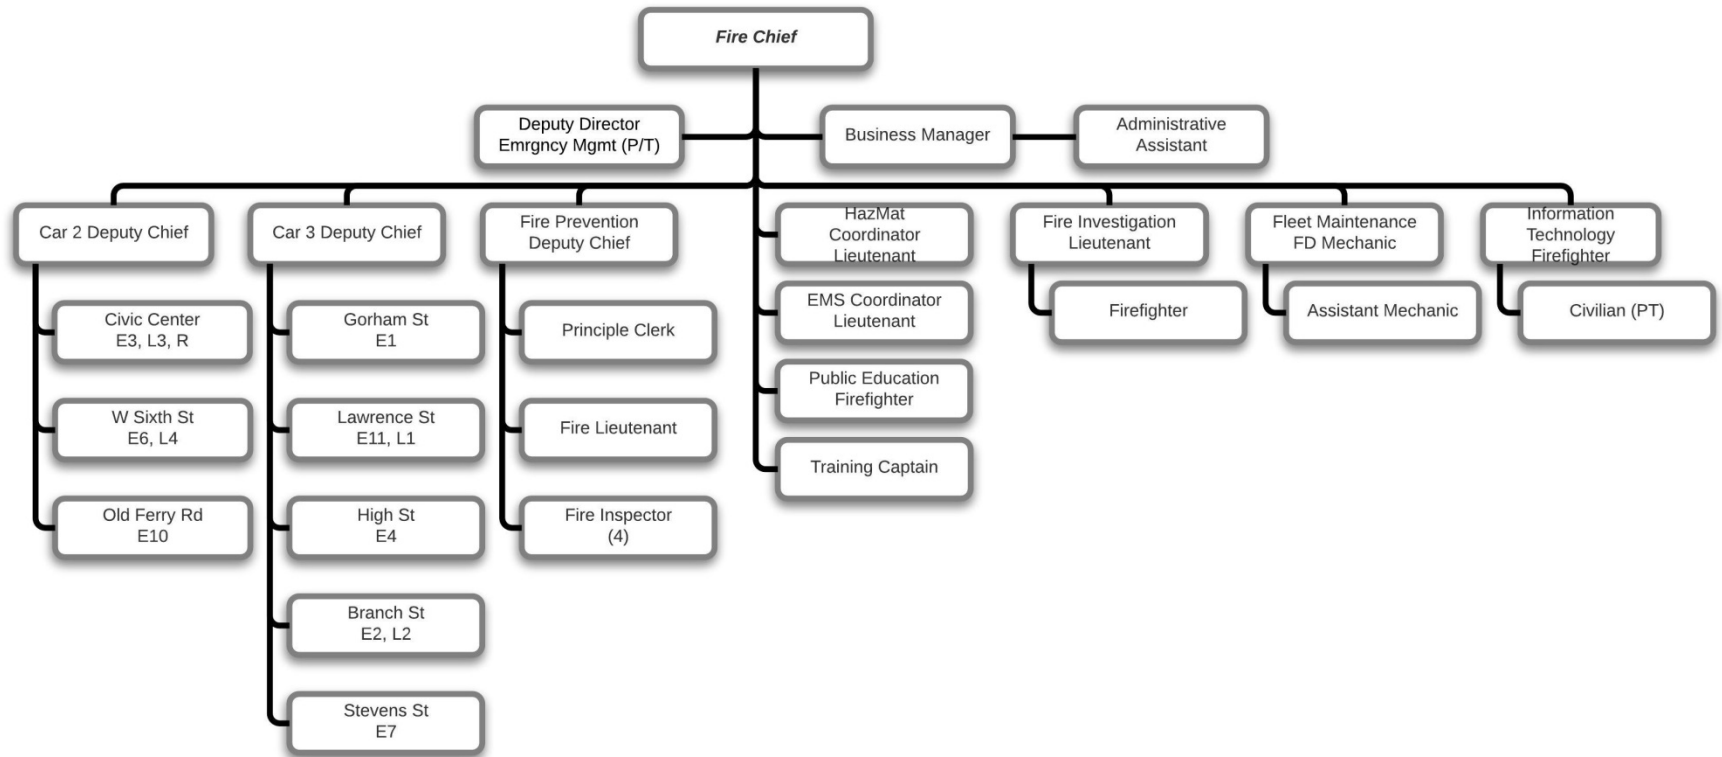 Fire Chief
Deputy Director
Emrgncy Mgmt (P/T)
Business Manager
Administrative
Assistant
Car 2 Deputy Chief
Car 3 Deputy Chief
Fire Prevention
Deputy Chief
HazMat
Coordinator
Lieutenant
Fire Investigation
Lieutenant
Fleet Maintenance
FD Mechanic
Information
Technology
Firefighter
Civic Center
E3, L3, R
W Sixth St
E6, L4
Old Ferry Rd
E10
Gorham St
E1
Lawrence St
E11, L1
High St
E4
Branch St
E2, L2
Stevens St
E7
Principle Clerk
Fire Lieutenant
Fire Inspector
(4)
EMS Coordinator
Lieutenant
Public Education
Firefighter
Training Captain
Firefighter
Assistant Mechanic
Civilian (PT)